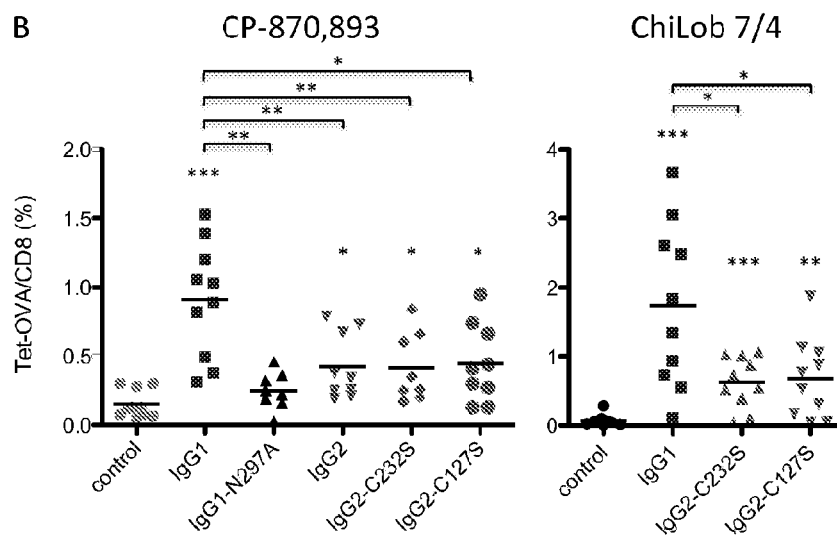 B
CP-870,893
ChiLob 7/4
*
**
**
**
***
*
*
*
*
*
***
***
**
Tet-OVA/CD8 (%)
2.0
1.5
1.0
0.5
0.0
4
3
2
1
0
control
IgG1
IgG1-N297A
IgG2
IgG2-C232S
IgG2-C127S
control
IgG1
IgG2-C232S
IgG2-C127S